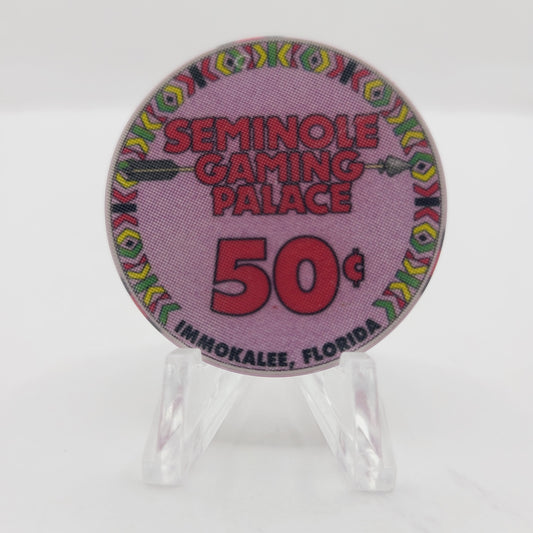 SEMINOLE
GAMING
PALACE
50¢
IMMOKALEE, FLORIDA